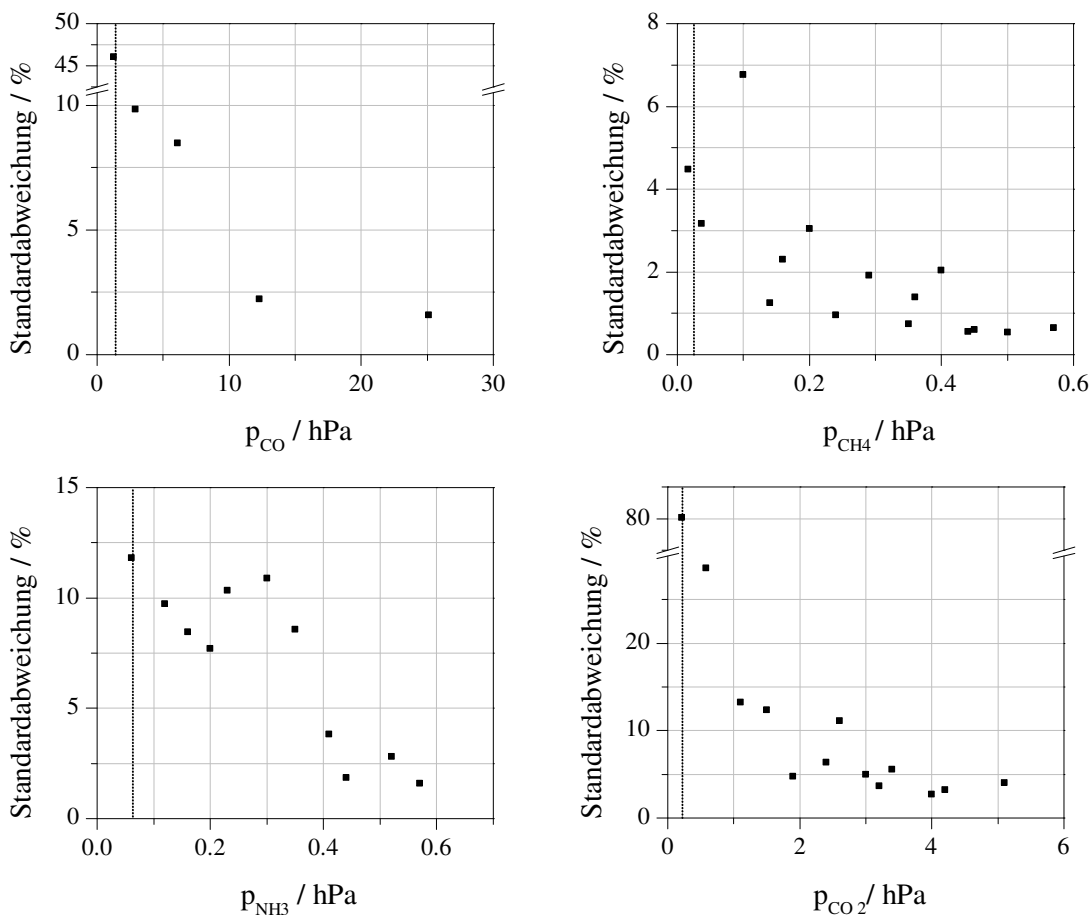 50
45
10
5
0
Standardabweichung / %
0 10 20 30
p_CO / hPa
8
6
4
2
0
Standardabweichung / %
0.0 0.2 0.4 0.6
p_CH4 / hPa
15
10
5
0
Standardabweichung / %
0.0 0.2 0.4 0.6
p_NH3 / hPa
80
20
10
0
Standardabweichung / %
0 2 4 6
p_CO 2 / hPa